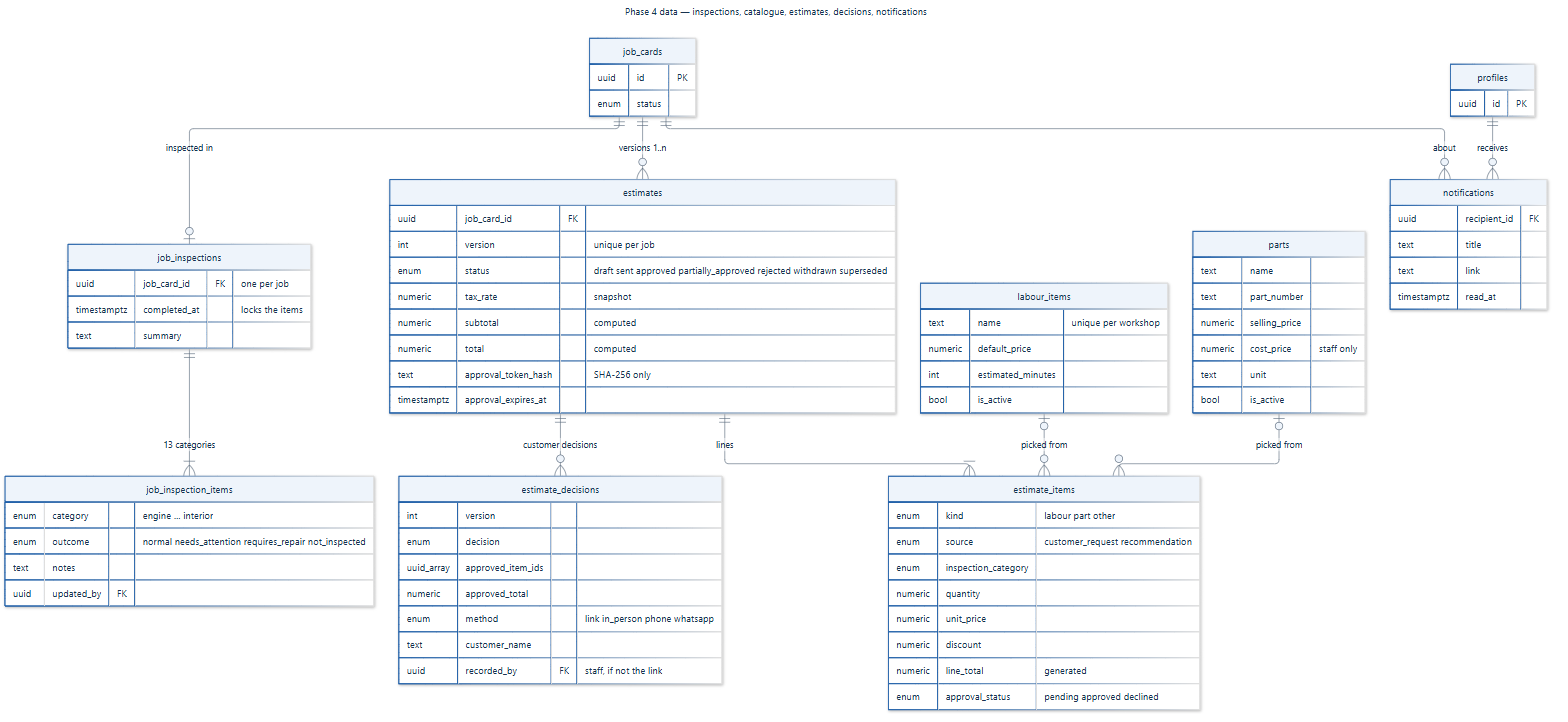 Phase 4 data — inspections, catalogue, estimates, decisions, notifications
job_cards
uuid id PK
enum status
profiles
uuid id PK
inspected in
versions 1..n
about
receives
estimates
uuid job_card_id FK
int version unique per job
enum status draft sent approved partially_approved rejected withdrawn superseded
numeric tax_rate snapshot
numeric subtotal computed
numeric total computed
text approval_token_hash SHA-256 only
timestamptz approval_expires_at
notifications
uuid recipient_id FK
text title
text link
timestamptz read_at
job_inspections
uuid job_card_id FK one per job
timestamptz completed_at locks the items
text summary
labour_items
text name unique per workshop
numeric default_price
int estimated_minutes
bool is_active
parts
text name
text part_number
numeric selling_price
numeric cost_price staff only
text unit
bool is_active
13 categories
customer decisions
lines
picked from
picked from
job_inspection_items
enum category engine ... interior
enum outcome normal needs_attention requires_repair not_inspected
text notes
uuid updated_by FK
estimate_decisions
int version
enum decision
uuid_array approved_item_ids
numeric approved_total
enum method link in_person phone whatsapp
text customer_name
uuid recorded_by FK staff, if not the link
estimate_items
enum kind labour part other
enum source customer_request recommendation
enum inspection_category
numeric quantity
numeric unit_price
numeric discount
numeric line_total generated
enum approval_status pending approved declined